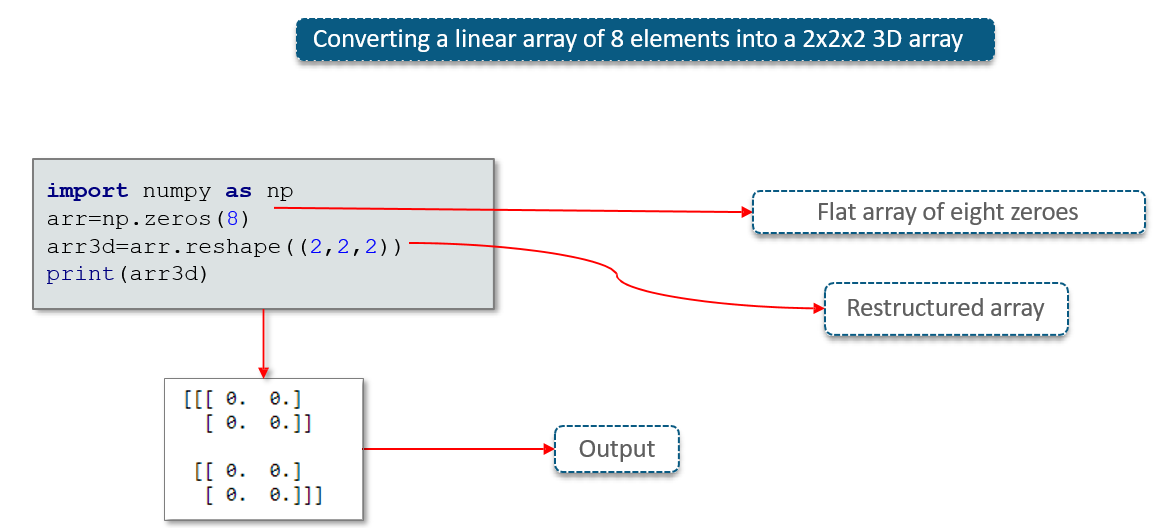 Converting a linear array of 8 elements into a 2x2x2 3D array
import numpy as np
arr=np.zeros(8)
arr3d=arr.reshape((2,2,2))
print(arr3d)
Flat array of eight zeroes
Restructured array
[[[ 0.  0.]
  [ 0.  0.]]
 [[ 0.  0.]
  [ 0.  0.]]]
Output